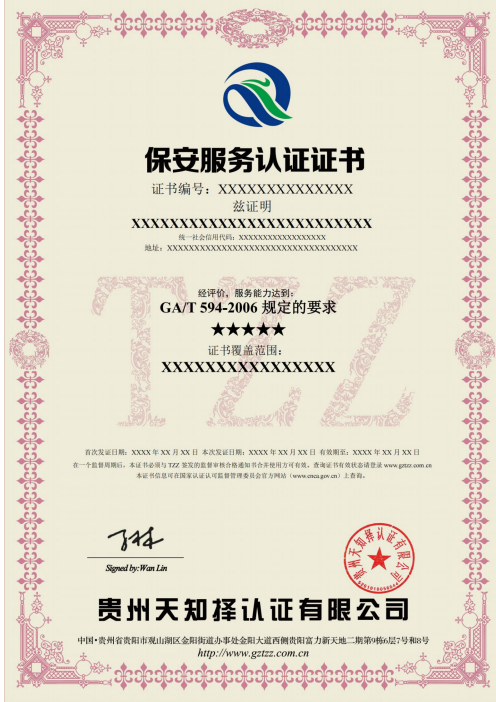 保安服务认证证书
证书编号：XXXXXXXXXXXXXX
兹证明
XXXXXXXXXXXXXXXXXXXXXXXXX
统一社会信用代码：XXXXXXXXXXXXXXXXXX
地址：XXXXXXXXXXXXXXXXXXXXXXXXXXXXXXXXXX
TZZ
经评价，服务能力达到：
GA/T 594-2006 规定的要求
★★★★★
证书覆盖范围：
XXXXXXXXXXXXXXXX
首次发证日期：XXXX 年 XX 月 XX 日 本次发证日期：XXXX 年 XX 月 XX 日 有效期至：XXXX 年 XX 月 XX 日
在一个监督周期后，本证书必须与 TZZ 签发的监督审核合格通知书合并使用方可有效。查询证书有效状态请登录 www.gztzz.com.cn
本证书信息可在国家认证认可监督管理委员会官方网站（www.cnca.gov.cn）上查询。
Signed by: Wan Lin
贵州天知择认证有限公司
贵州天知择认证有限公司
中国·贵州省贵阳市观山湖区金阳街道办事处金阳大道西侧贵阳富力新天地二期第9栋6层7号和8号
http://www.gztzz.com.cn